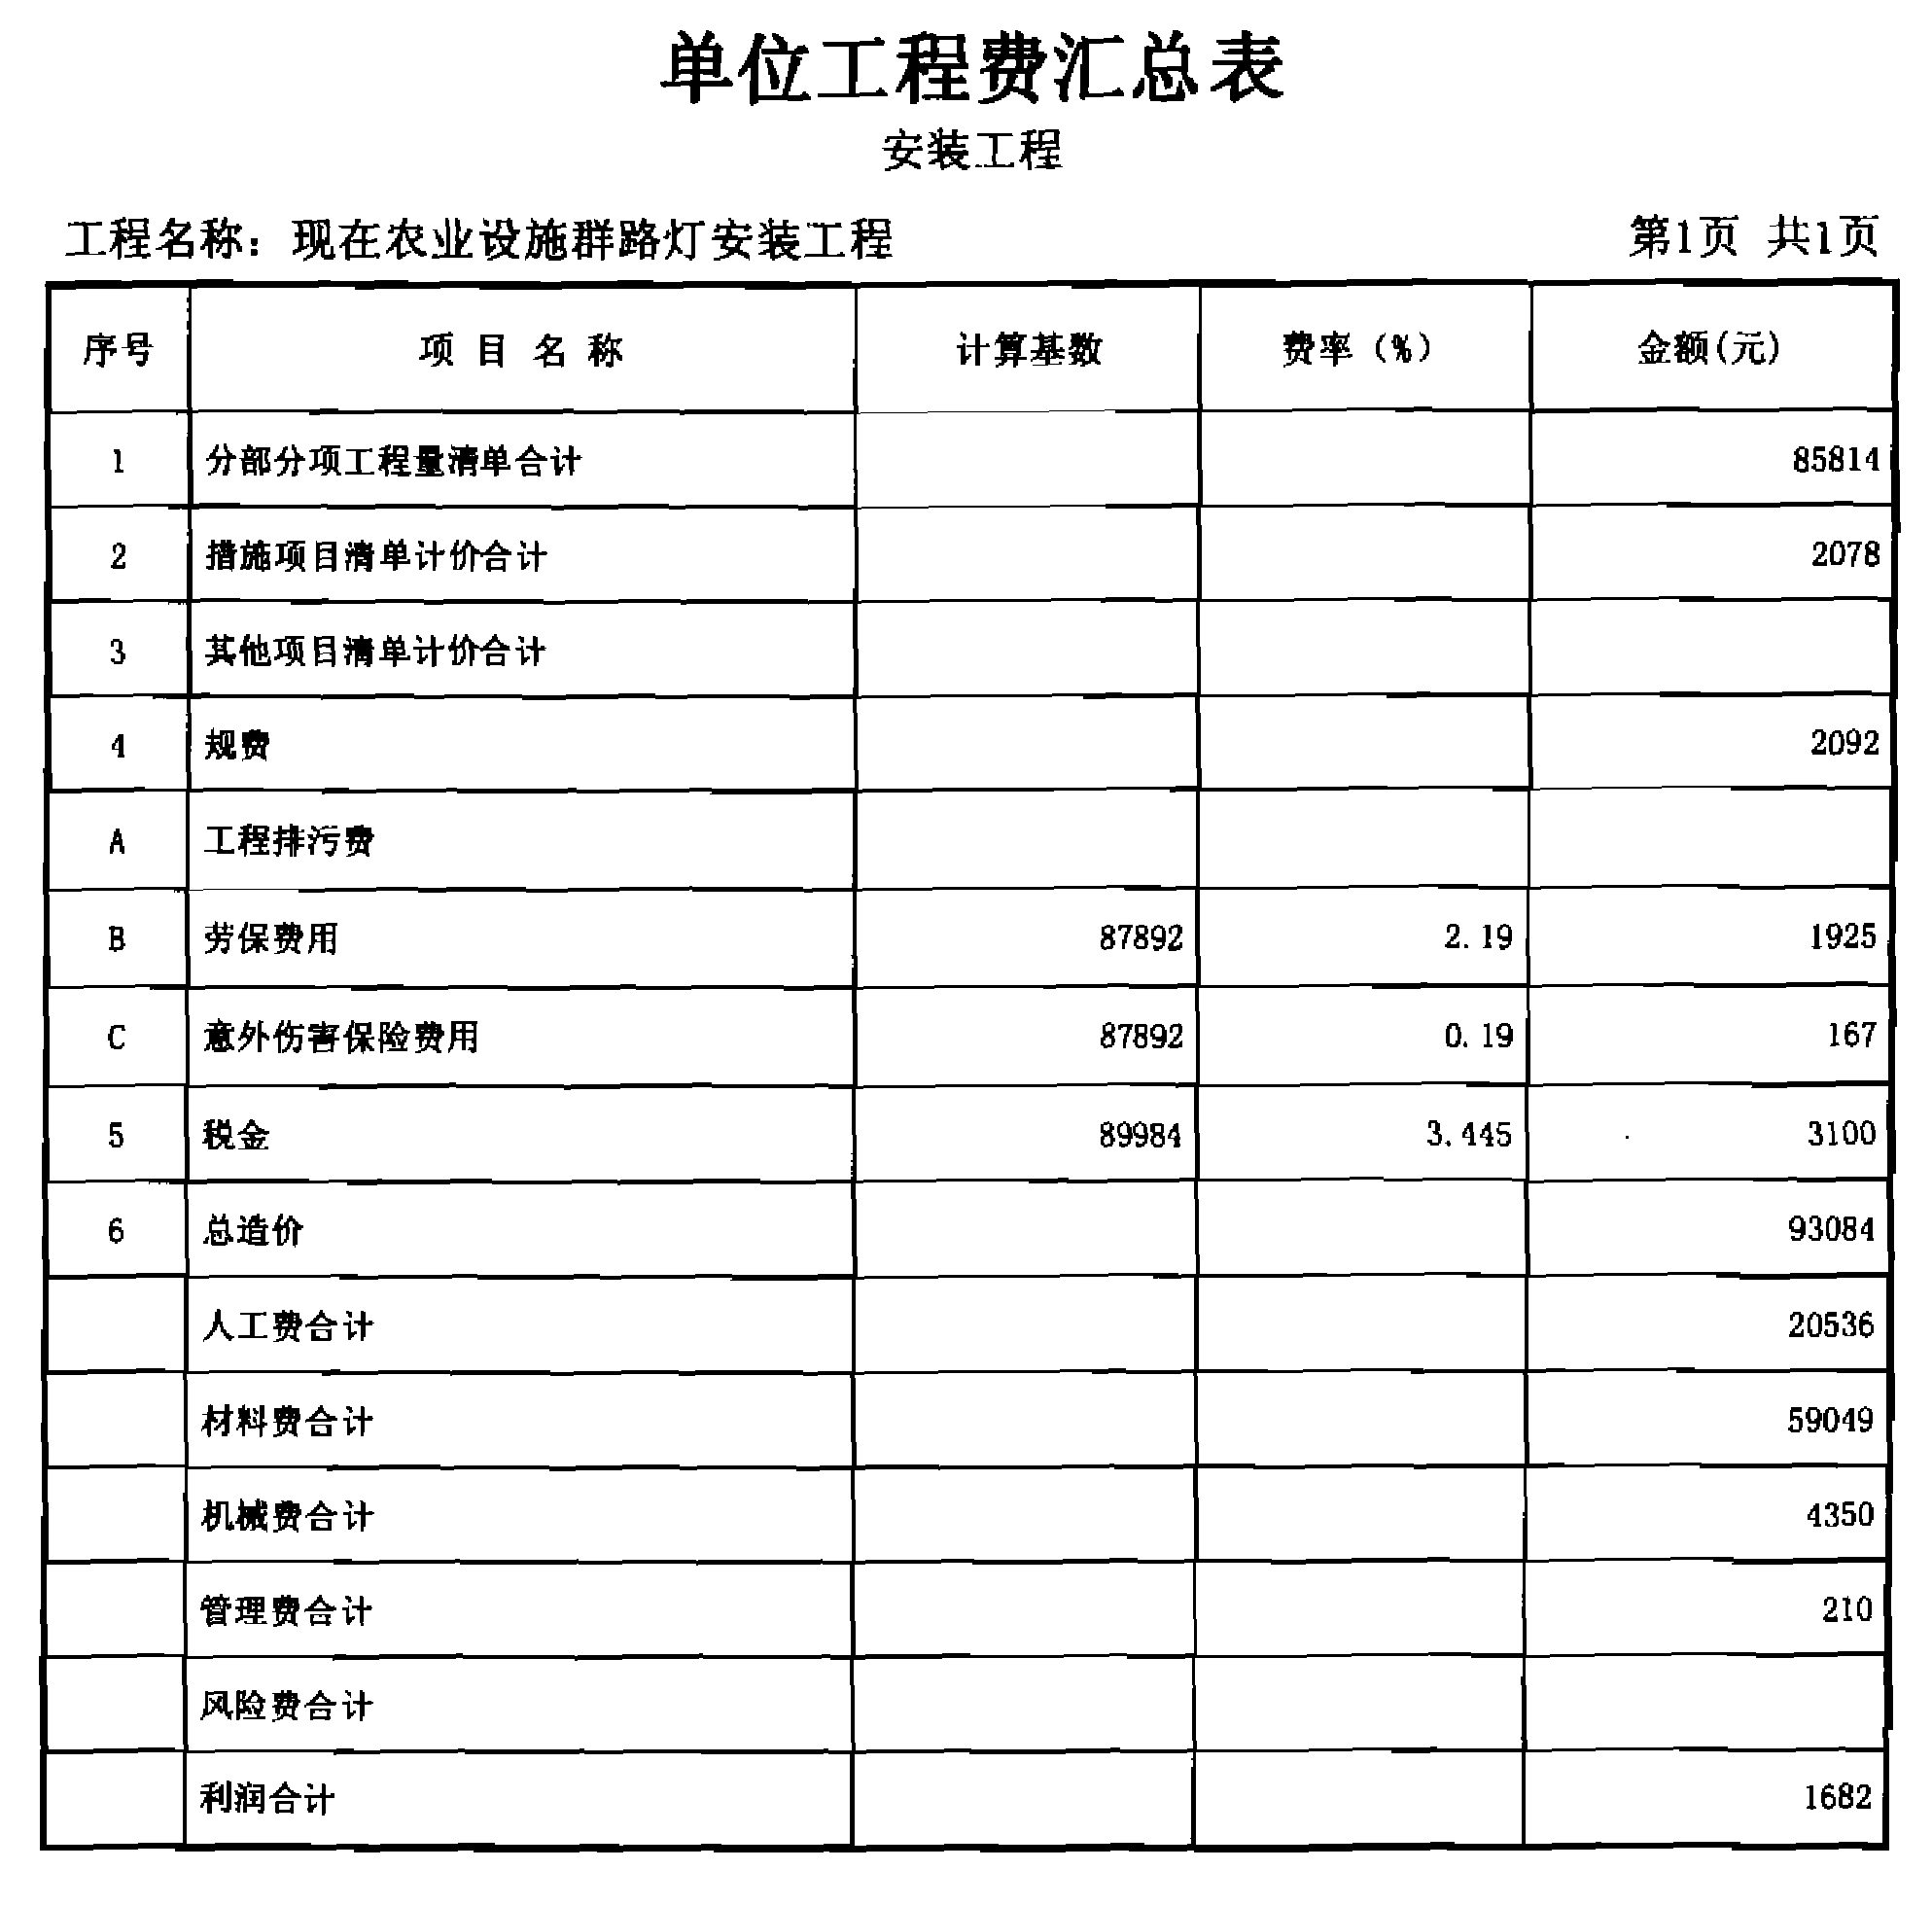 单位工程费汇总表
安装工程
工程名称：现在农业设施群路灯安装工程 第1页 共1页
序号 项目名称 计算基数 费率（%） 金额(元)
1 分部分项工程量清单合计 85814
2 措施项目清单计价合计 2078
3 其他项目清单计价合计
4 规费 2092
A 工程排污费
B 劳保费用 87892 2.19 1925
C 意外伤害保险费用 87892 0.19 167
5 税金 89984 3.445 3100
6 总造价 93084
人工费合计 20536
材料费合计 59049
机械费合计 4350
管理费合计 210
风险费合计
利润合计 1682